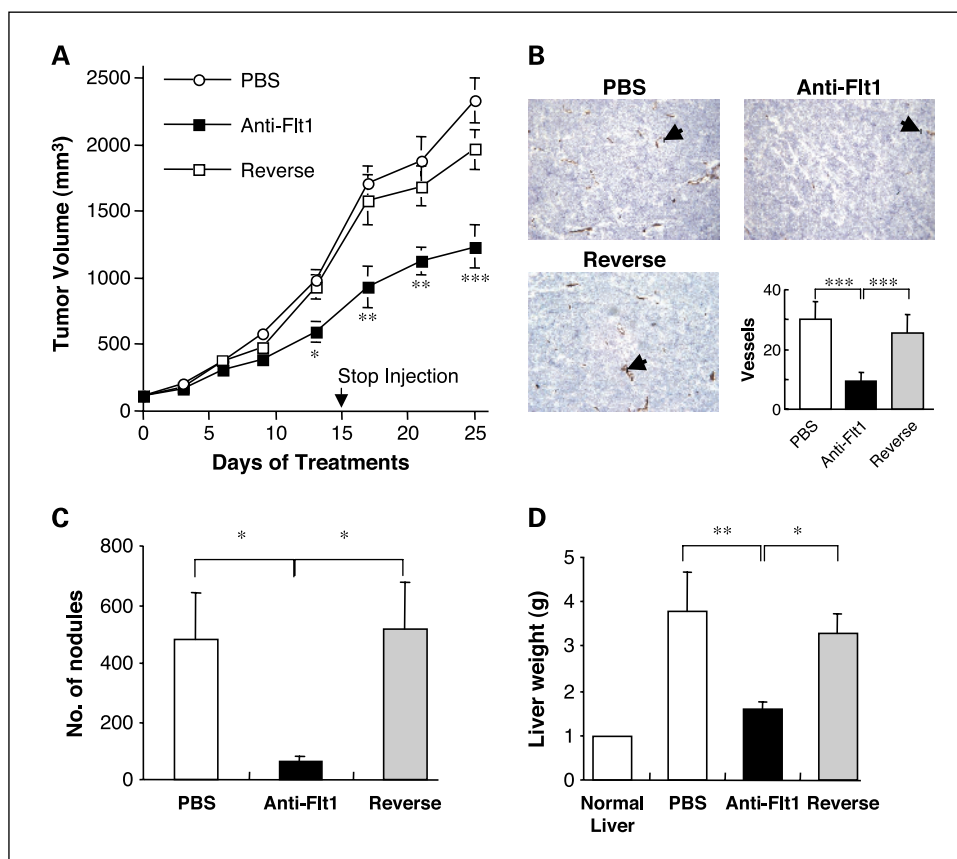 A
2500
2000
1500
1000
500
0
Tumor Volume (mm3)
PBS
Anti-Flt1
Reverse
*
**
**
***
Stop Injection
0 5 10 15 20 25
Days of Treatments
B
PBS
Anti-Flt1
Reverse
*** ***
40
20
0
Vessels
PBS
Anti-Flt1
Reverse
C
* *
800
600
400
200
0
No. of nodules
PBS Anti-Flt1 Reverse
D
** *
5
4
3
2
1
0
Liver weight (g)
Normal
Liver
PBS Anti-Flt1 Reverse